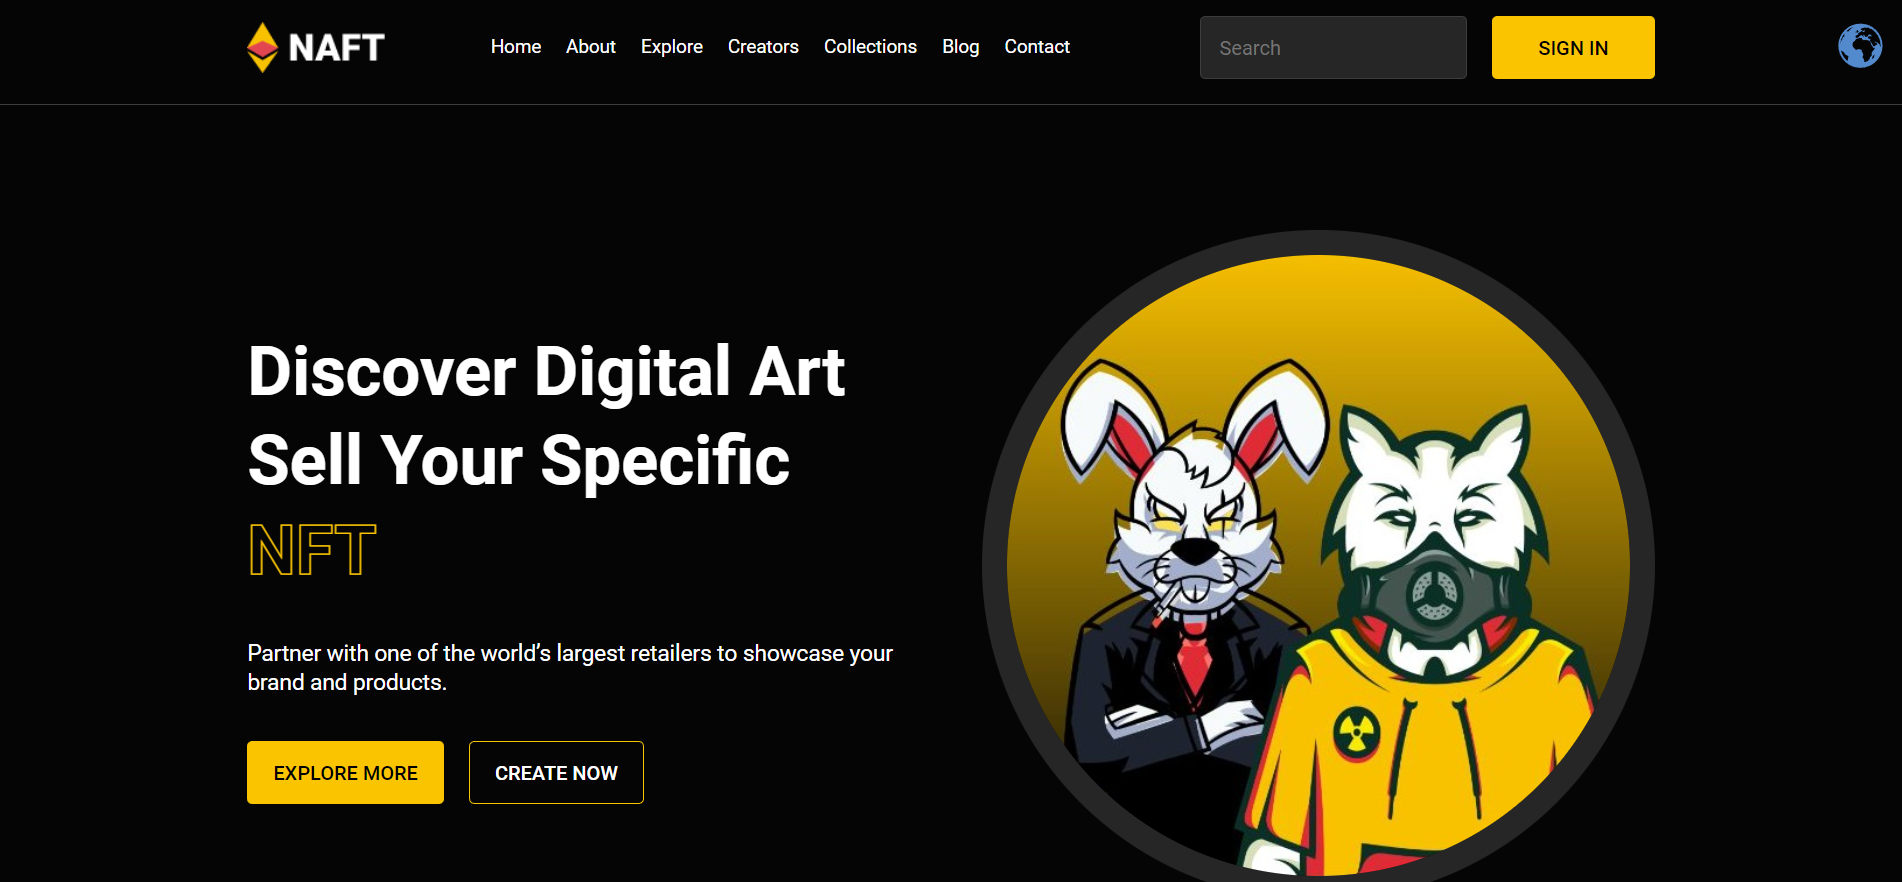 NAFT
Home About Explore Creators Collections Blog Contact
Search
SIGN IN
Discover Digital Art
Sell Your Specific
NFT
Partner with one of the world’s largest retailers to showcase your
brand and products.
EXPLORE MORE
CREATE NOW